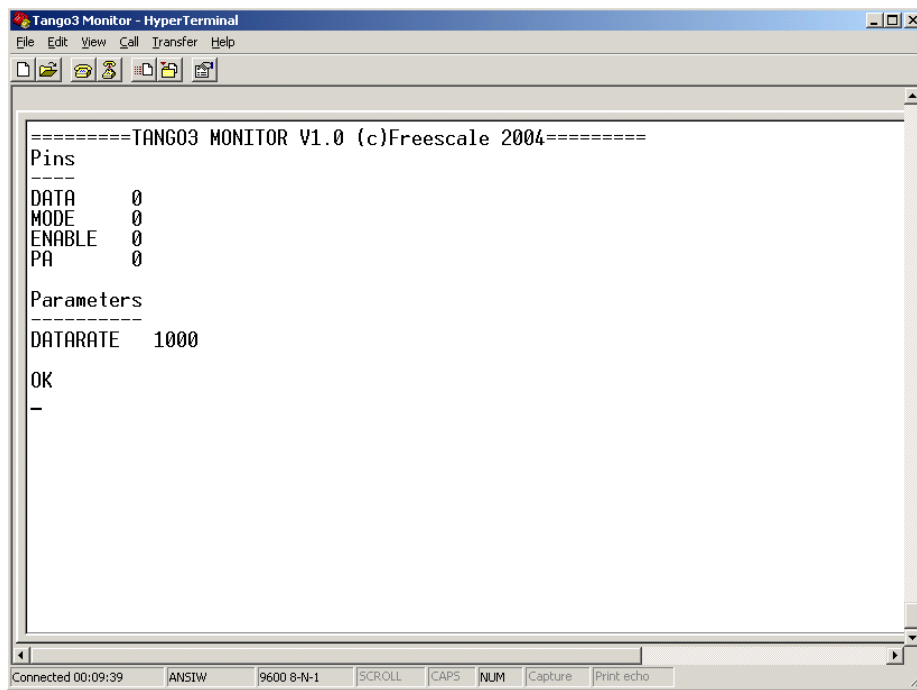 Tango3 Monitor - HyperTerminal
File Edit View Call Transfer Help
=========TANGO3 MONITOR V1.0 (c)Freescale 2004=========
Pins
----
DATA 0
MODE 0
ENABLE 0
PA 0
Parameters
----------
DATARATE 1000
OK
_
Connected 00:09:39 ANSIW 9600 8-N-1 SCROLL CAPS NUM Capture Print echo